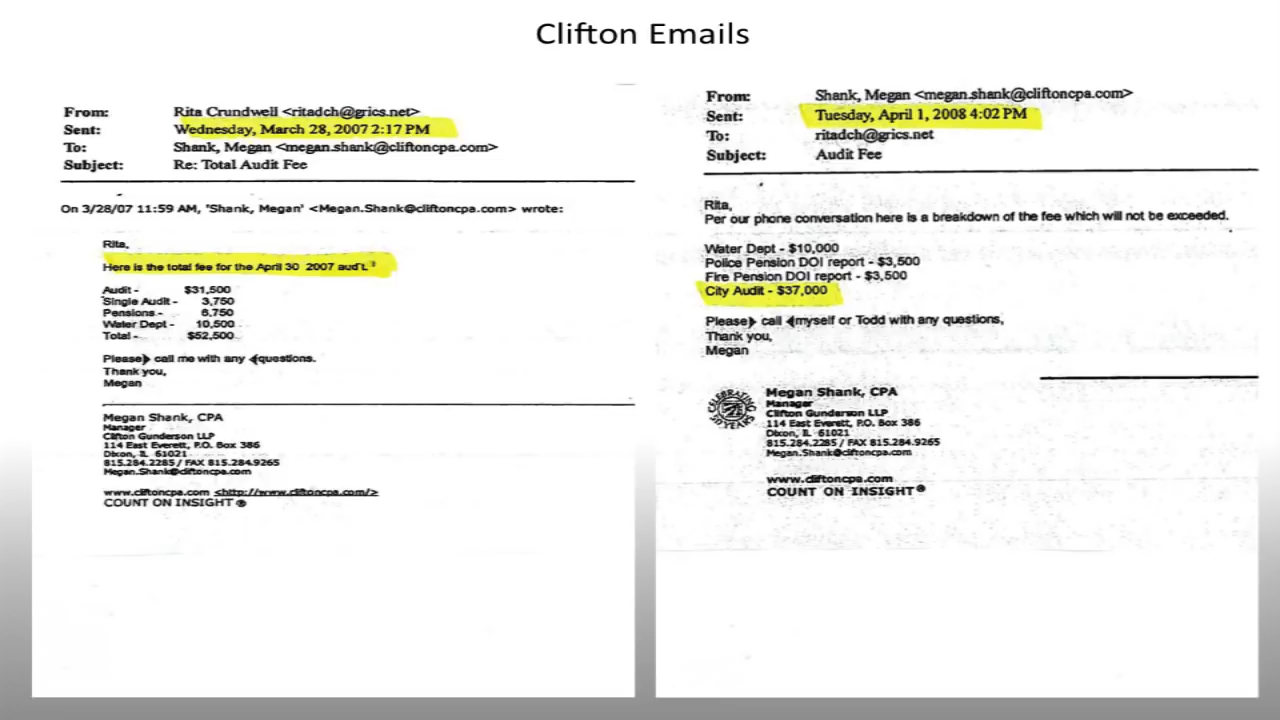 Clifton Emails
From: Rita Crundwell <ritadch@grics.net>
Sent: Wednesday, March 28, 2007 2:17 PM
To: Shank, Megan <megan.shank@cliftoncpa.com>
Subject: Re: Total Audit Fee
On 3/28/07 11:59 AM, 'Shank, Megan' <Megan.Shank@cliftoncpa.com> wrote:
Rita,
Here is the total fee for the April 30 2007
Audit - $31,500
Single Audit - 3,750
Pensions - 6,750
Water Dept - 10,500
Total - $52,500
Please call me with any questions.
Thank you,
Megan
Megan Shank, CPA
Manager
Clifton Gunderson LLP
114 East Everett, P.O. Box 386
Dixon, IL 61021
815.284.2285 / FAX 815.284.9265
Megan.Shank@cliftoncpa.com
www.cliftoncpa.com <http://www.cliftoncpa.com/>
COUNT ON INSIGHT®
From: Shank, Megan <megan.shank@cliftoncpa.com>
Sent: Tuesday, April 1, 2008 4:02 PM
To: ritadch@grics.net
Subject: Audit Fee
Rita,
Per our phone conversation here is a breakdown of the fee which will not be exceeded.
Water Dept - $10,000
Police Pension DOI report - $3,500
Fire Pension DOI report - $3,500
City Audit - $37,000
Please call myself or Todd with any questions,
Thank you,
Megan
CELEBRATING
YEARS
Megan Shank, CPA
Manager
Clifton Gunderson LLP
114 East Everett, P.O. Box 386
Dixon, IL 61021
815.284.2285 / FAX 815.284.9265
Megan.Shank@cliftoncpa.com
www.cliftoncpa.com
COUNT ON INSIGHT®